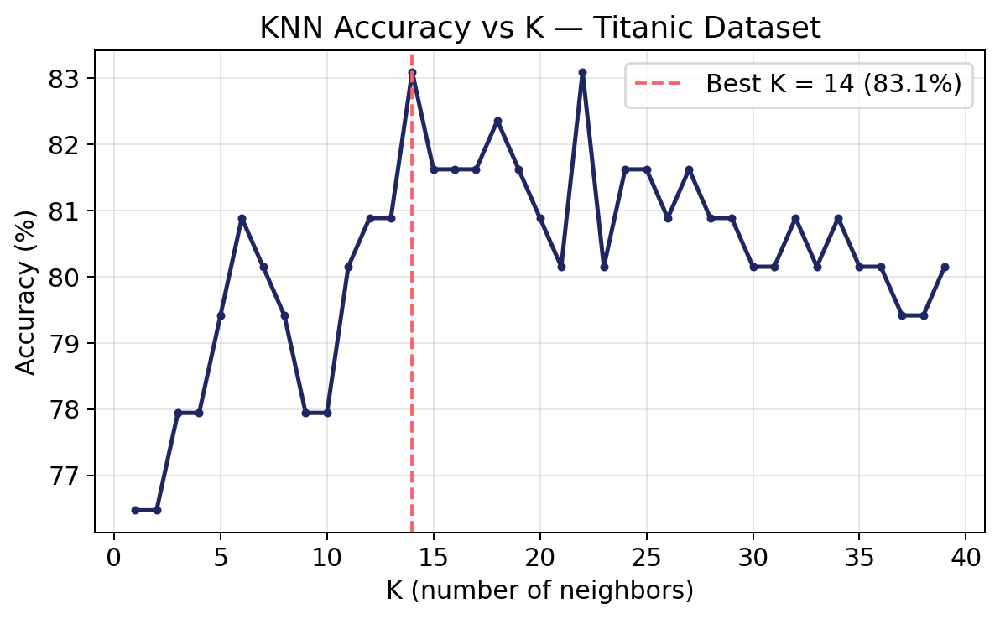 KNN Accuracy vs K — Titanic Dataset
Best K = 14 (83.1%)
Accuracy (%)
83
82
81
80
79
78
77
0 5 10 15 20 25 30 35 40
K (number of neighbors)